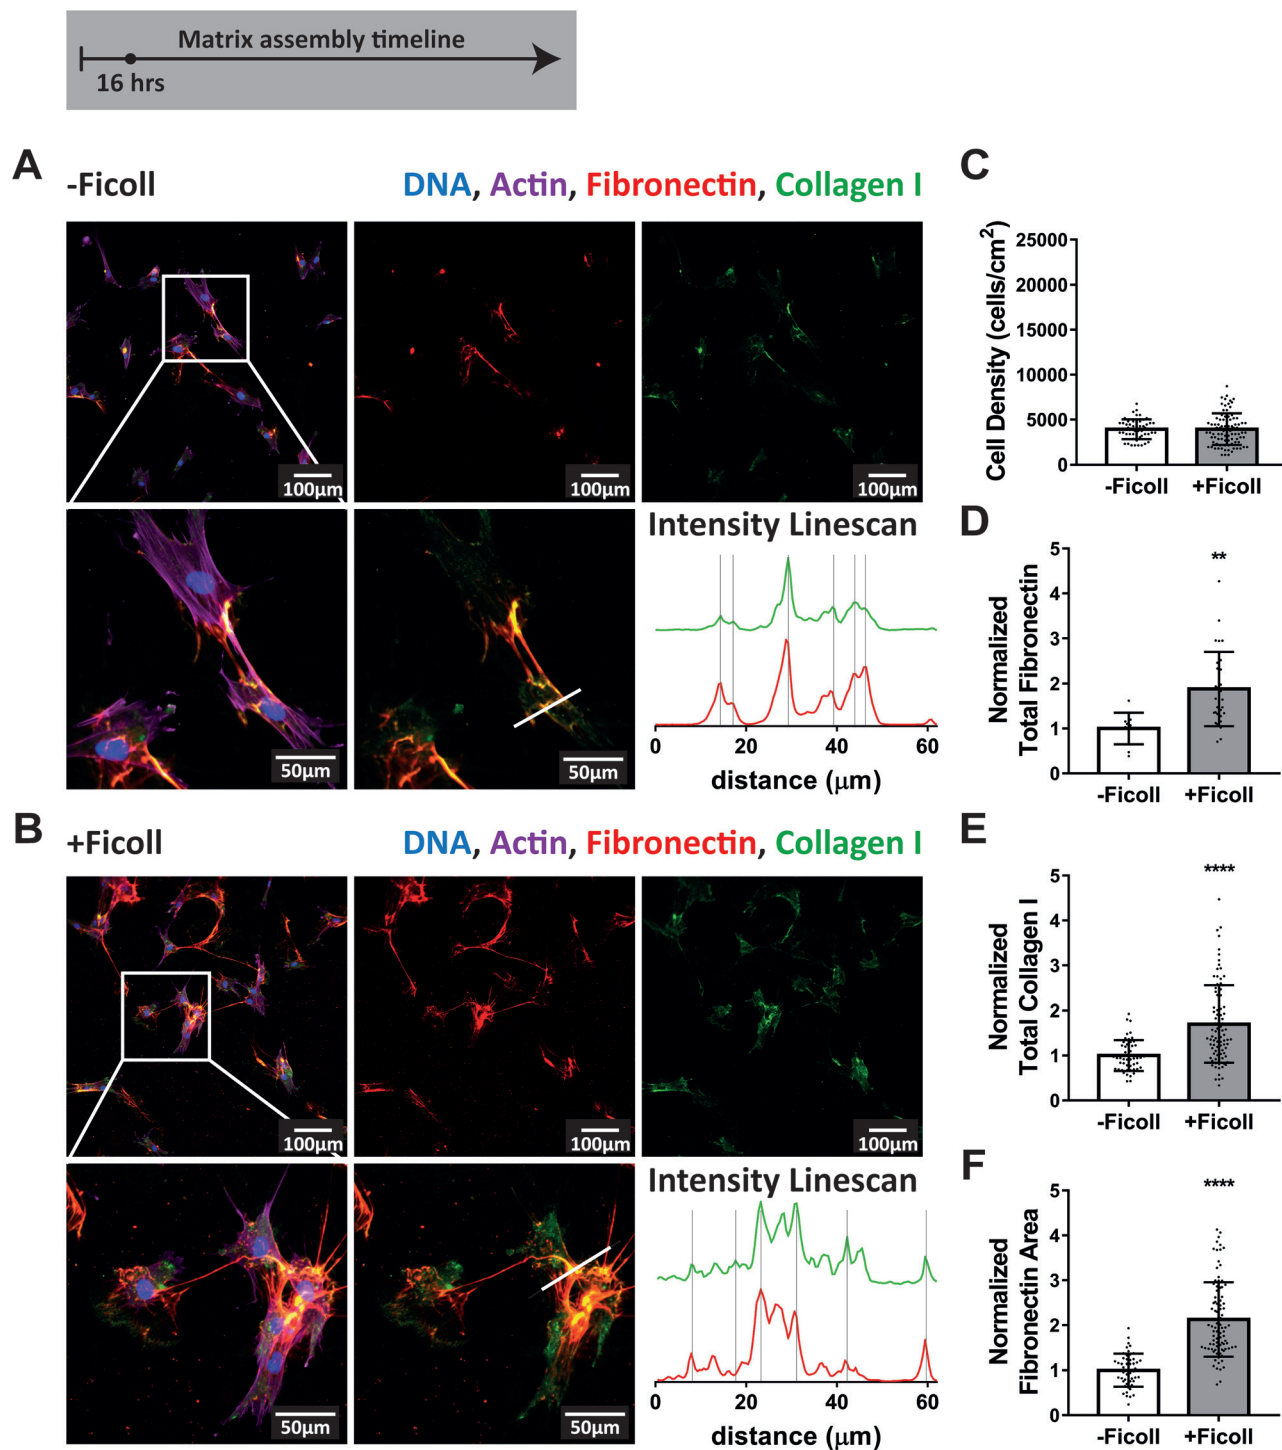 Matrix assembly timeline
16 hrs
A
-Ficoll
DNA, Actin, Fibronectin, Collagen I
100µm
100µm
100µm
50µm
50µm
Intensity Linescan
0 20 40 60
distance (µm)
B
+Ficoll
DNA, Actin, Fibronectin, Collagen I
100µm
100µm
100µm
50µm
50µm
Intensity Linescan
0 20 40 60
distance (µm)
C
Cell Density (cells/cm²)
25000
20000
15000
10000
5000
0
-Ficoll +Ficoll
D
Normalized
Total Fibronectin
5
4
3
2
1
0
**
-Ficoll +Ficoll
E
Normalized
Total Collagen I
5
4
3
2
1
0
****
-Ficoll +Ficoll
F
Normalized
Fibronectin Area
5
4
3
2
1
0
****
-Ficoll +Ficoll